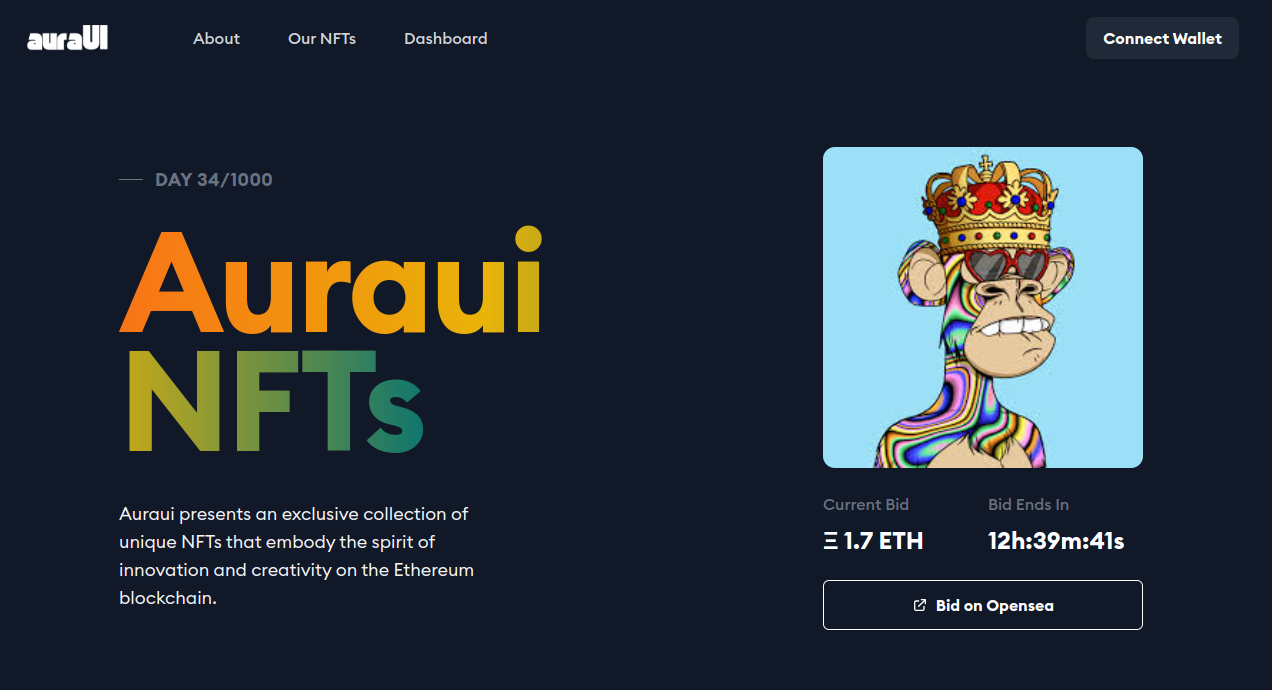 auraUI
About
Our NFTs
Dashboard
Connect Wallet
DAY 34/1000
Auraui
NFTs
Auraui presents an exclusive collection of
unique NFTs that embody the spirit of
innovation and creativity on the Ethereum
blockchain.
Current Bid
Bid Ends In
Ξ 1.7 ETH
12h:39m:41s
Bid on Opensea